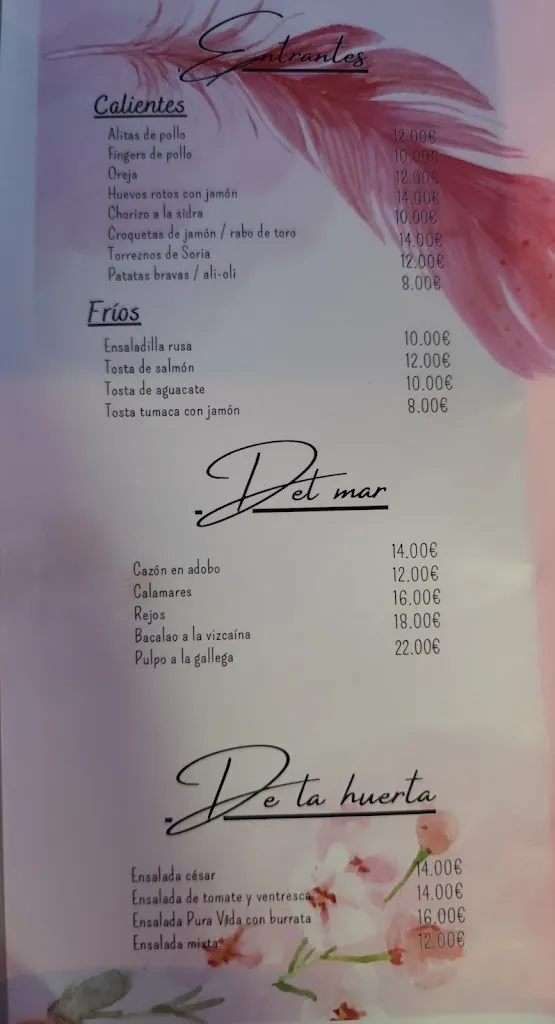 Entrantes
Calientes
Alitas de pollo 12.00€
Fingers de pollo 10.00€
Oreja 12.00€
Huevos rotos con jamón 14.00€
Chorizo a la sidra 10.00€
Croquetas de jamón / rabo de toro 14.00€
Torreznos de Soria 12.00€
Patatas bravas / ali-oli 8.00€
Fríos
Ensaladilla rusa 10.00€
Tosta de salmón 12.00€
Tosta de aguacate 10.00€
Tosta tumaca con jamón 8.00€
Del mar
Cazón en adobo 14.00€
Calamares 12.00€
Rejos 16.00€
Bacalao a la vizcaína 18.00€
Pulpo a la gallega 22.00€
De la huerta
Ensalada césar 14.00€
Ensalada de tomate y ventresca 14.00€
Ensalada Pura Vida con burrata 16.00€
Ensalada mixta 12.00€